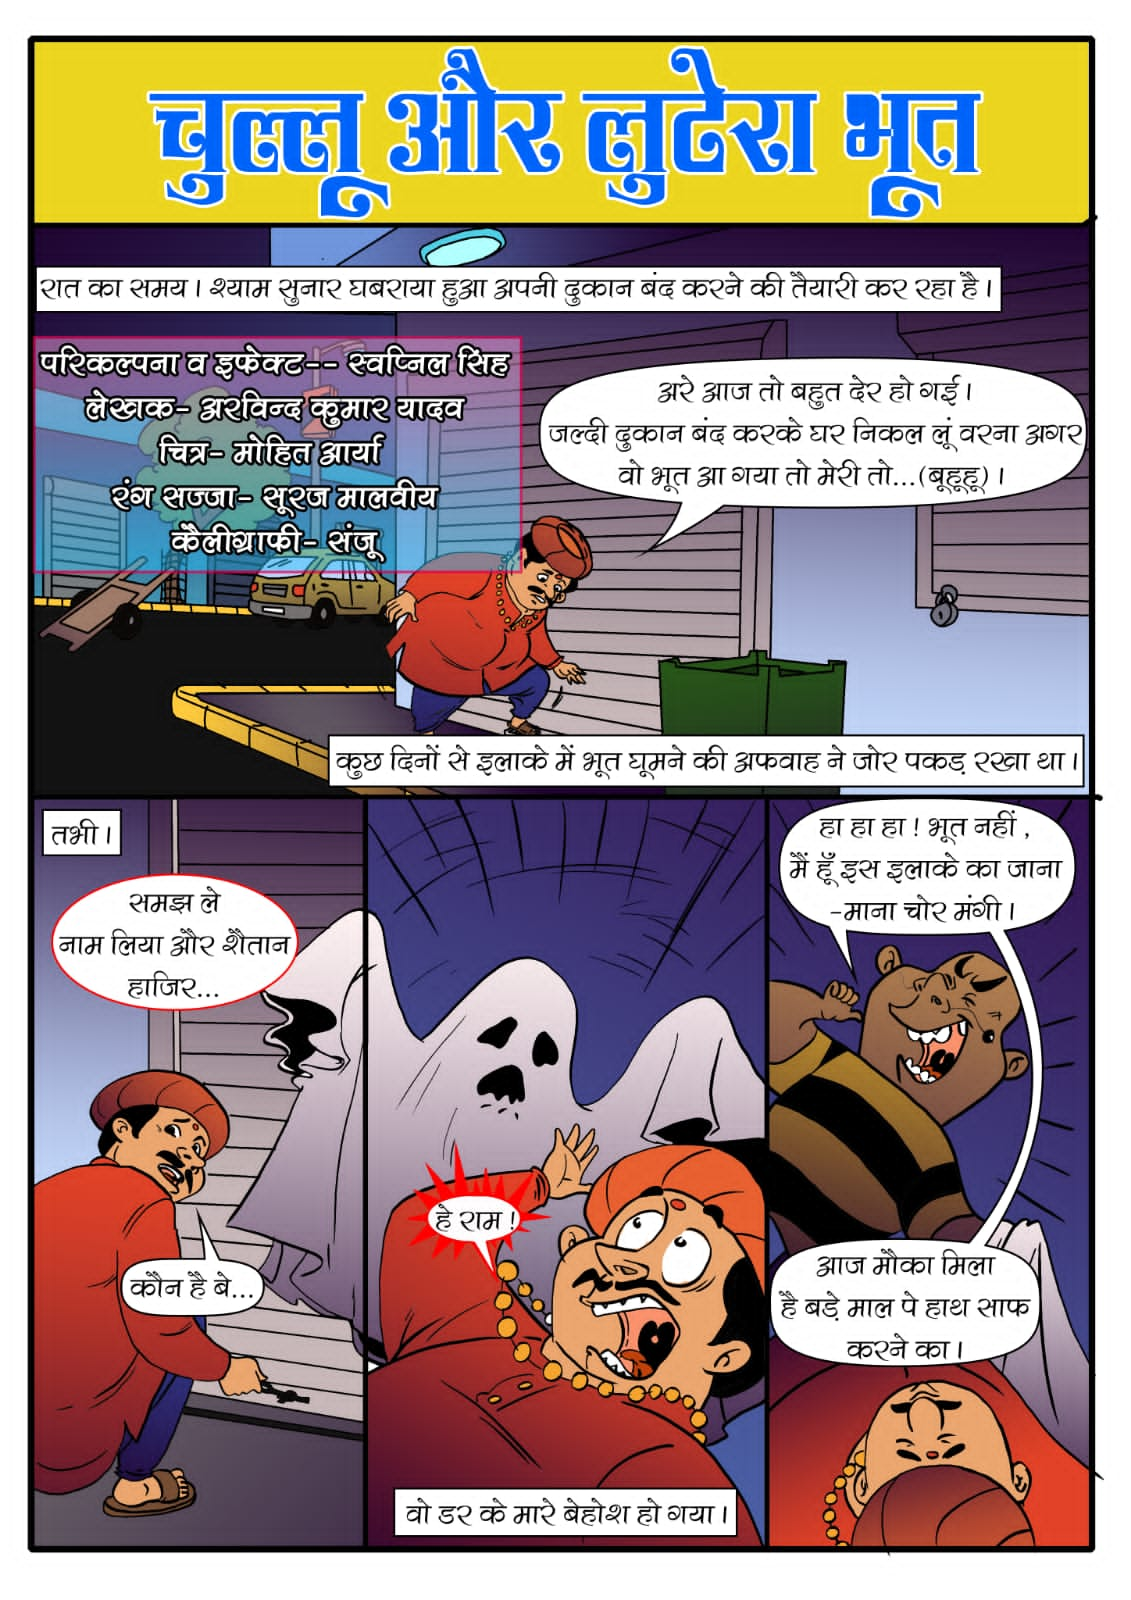 चुल्लू और लुटेरा भूत
रात का समय। श्याम सुनार घबराया हुआ अपनी दुकान बंद करने की तैयारी कर रहा है।
परिकल्पना व इफेक्ट-- स्वप्निल सिंह
लेखक- अरविन्द कुमार यादव
चित्र- मोहित आर्या
रंग सज्जा- सूरज मालवीय
कैलीग्राफी- संजू
अरे आज तो बहुत देर हो गई।
जल्दी दुकान बंद करके घर निकल लूं वरना अगर
वो भूत आ गया तो मेरी तो...(बूहूहू)।
कुछ दिनों से इलाके में भूत घूमने की अफवाह ने जोर पकड़ रखा था।
तभी।
समझ ले
नाम लिया और शैतान
हाजिर...
कौन है बे...
हे राम !
वो डर के मारे बेहोश हो गया।
हा हा हा ! भूत नहीं ,
मैं हूँ इस इलाके का जाना
-माना चोर मंगी।
आज मौका मिला
है बड़े माल पे हाथ साफ
करने का।